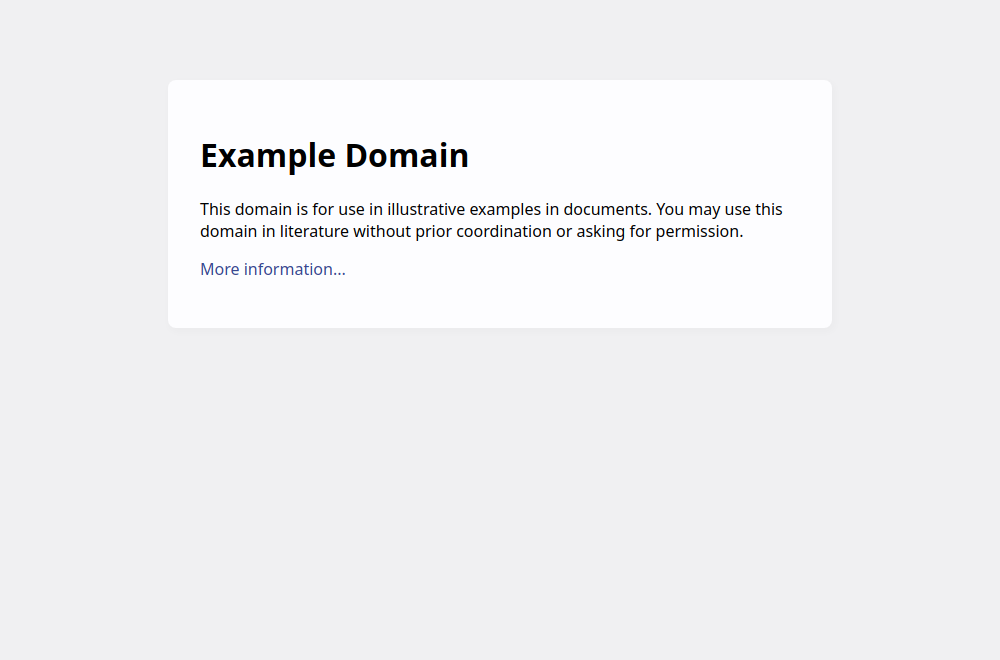 Example Domain
This domain is for use in illustrative examples in documents. You may use this
domain in literature without prior coordination or asking for permission.
More information...